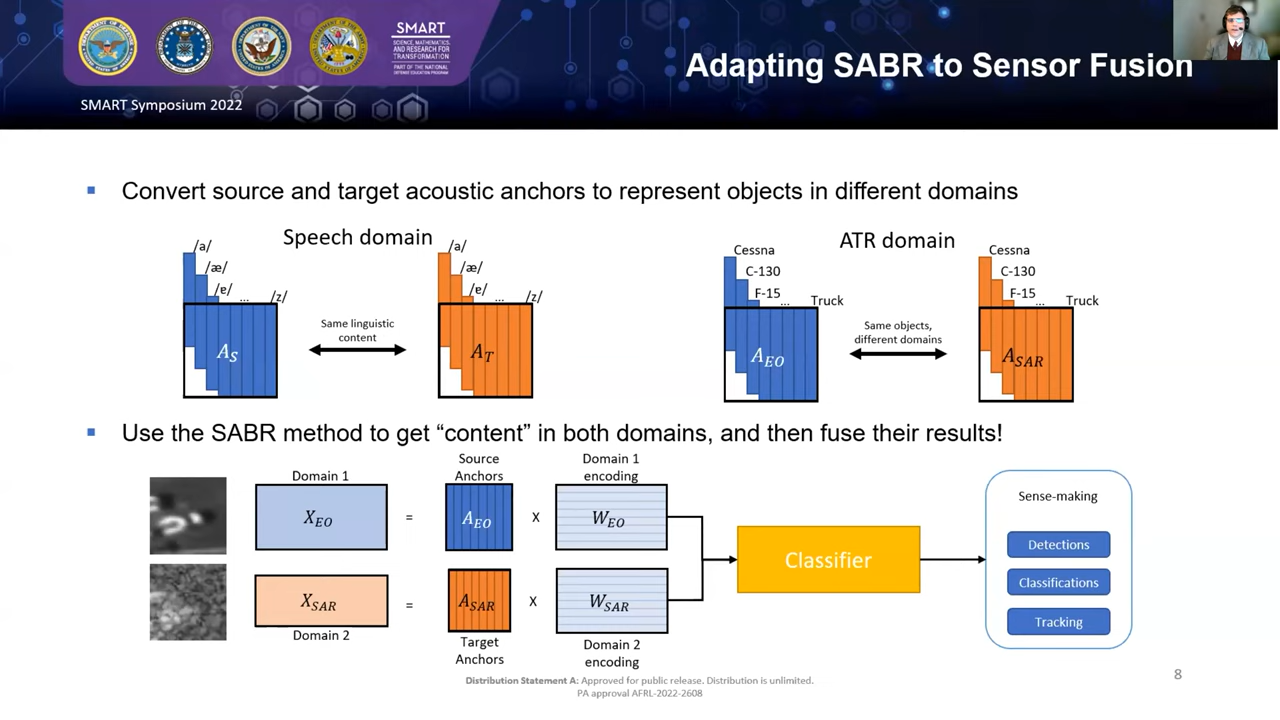 SMART
SCIENCE, MATHEMATICS,
AND RESEARCH FOR
TRANSFORMATION
PART OF THE NATIONAL
DEFENSE EDUCATION PROGRAM
Adapting SABR to Sensor Fusion
SMART Symposium 2022
Convert source and target acoustic anchors to represent objects in different domains
Speech domain
/a/
/æ/
/ɐ/
... /z/
A_S
Same linguistic
content
/a/
/æ/
/ɐ/
... /z/
A_T
ATR domain
Cessna
C-130
F-15
... Truck
A_EO
Same objects,
different domains
Cessna
C-130
F-15
... Truck
A_SAR
Use the SABR method to get “content” in both domains, and then fuse their results!
Domain 1
Source
Anchors
Domain 1
encoding
X_EO = A_EO X W_EO
X_SAR = A_SAR X W_SAR
Domain 2
Target
Anchors
Domain 2
encoding
Classifier
Sense-making
Detections
Classifications
Tracking
Distribution Statement A: Approved for public release. Distribution is unlimited.
PA approval AFRL-2022-2608
8